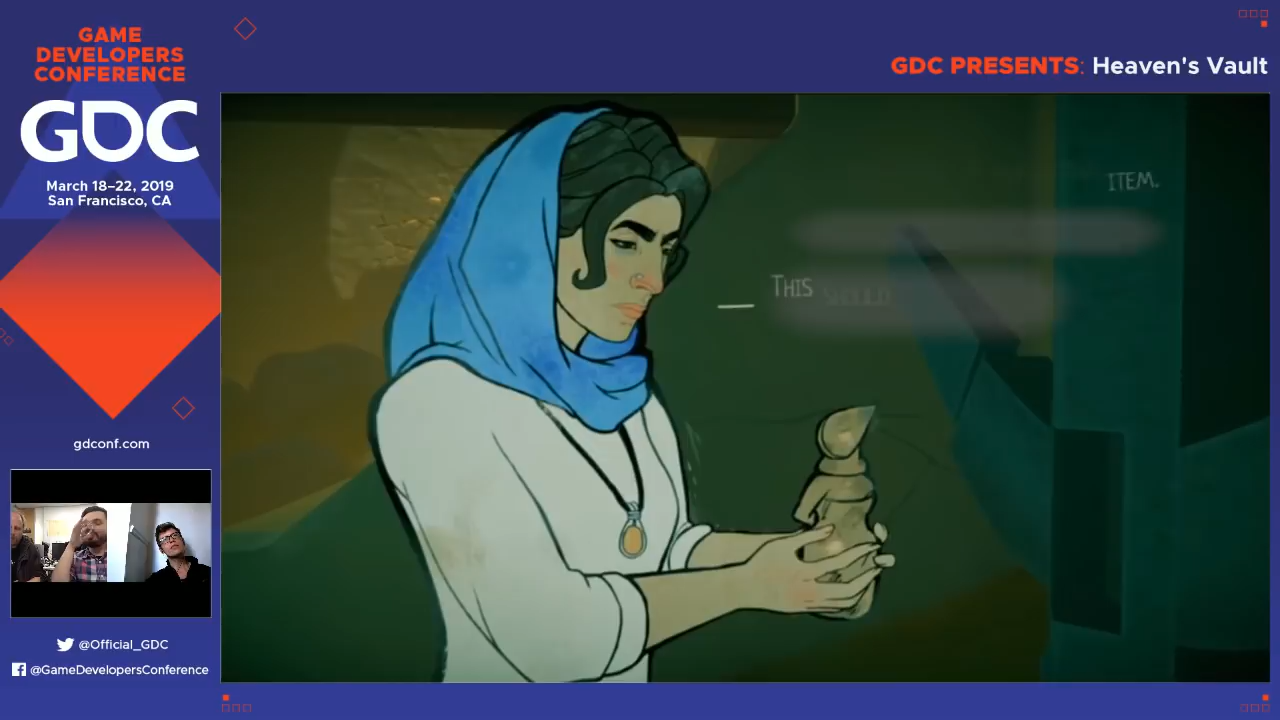 GAME
DEVELOPERS
CONFERENCE
GDC
March 18–22, 2019
San Francisco, CA
gdconf.com
@Official_GDC
@GameDevelopersConference
GDC PRESENTS: Heaven's Vault
ITEM.
THIS SHOULD